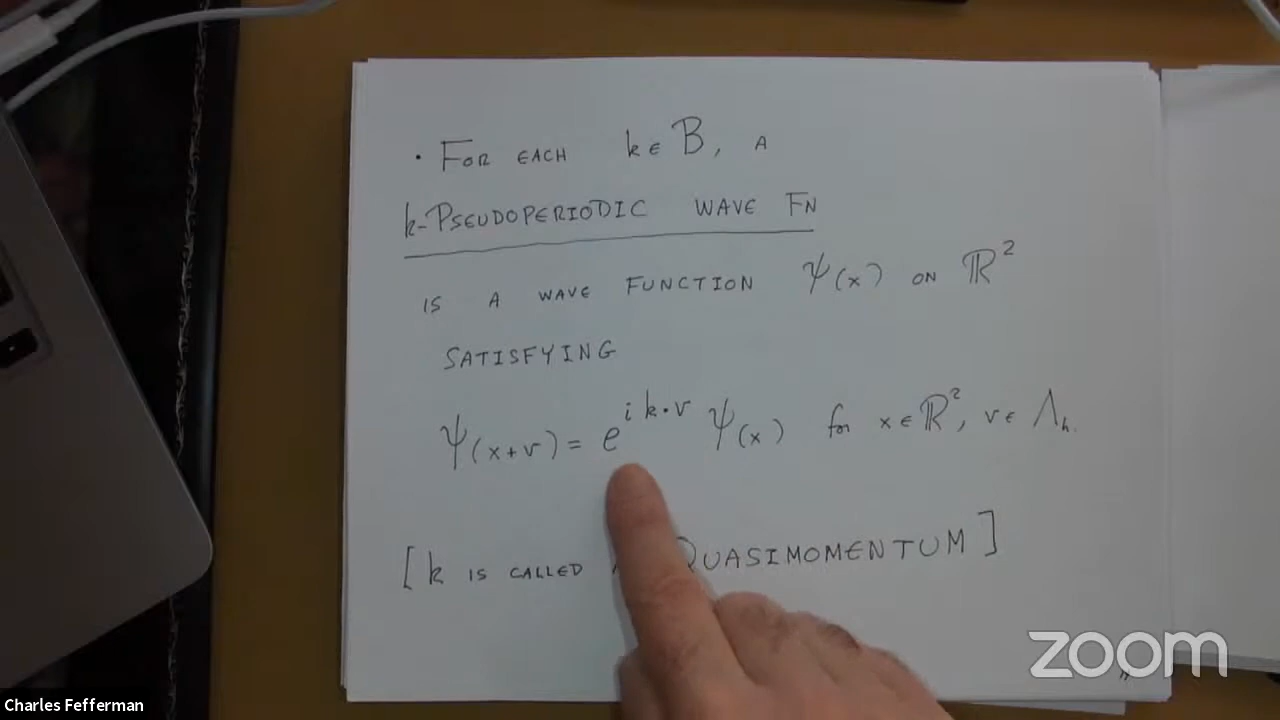 · FOR EACH k ∈ B, A
k-PSEUDOPERIODIC WAVE FN
IS A WAVE FUNCTION ψ(x) ON ℝ²
SATISFYING
ψ(x+v) = e^{i k·v} ψ(x) for x ∈ ℝ², v ∈ Λ_h.
[k IS CALLED QUASIMOMENTUM]
zoom
Charles Fefferman